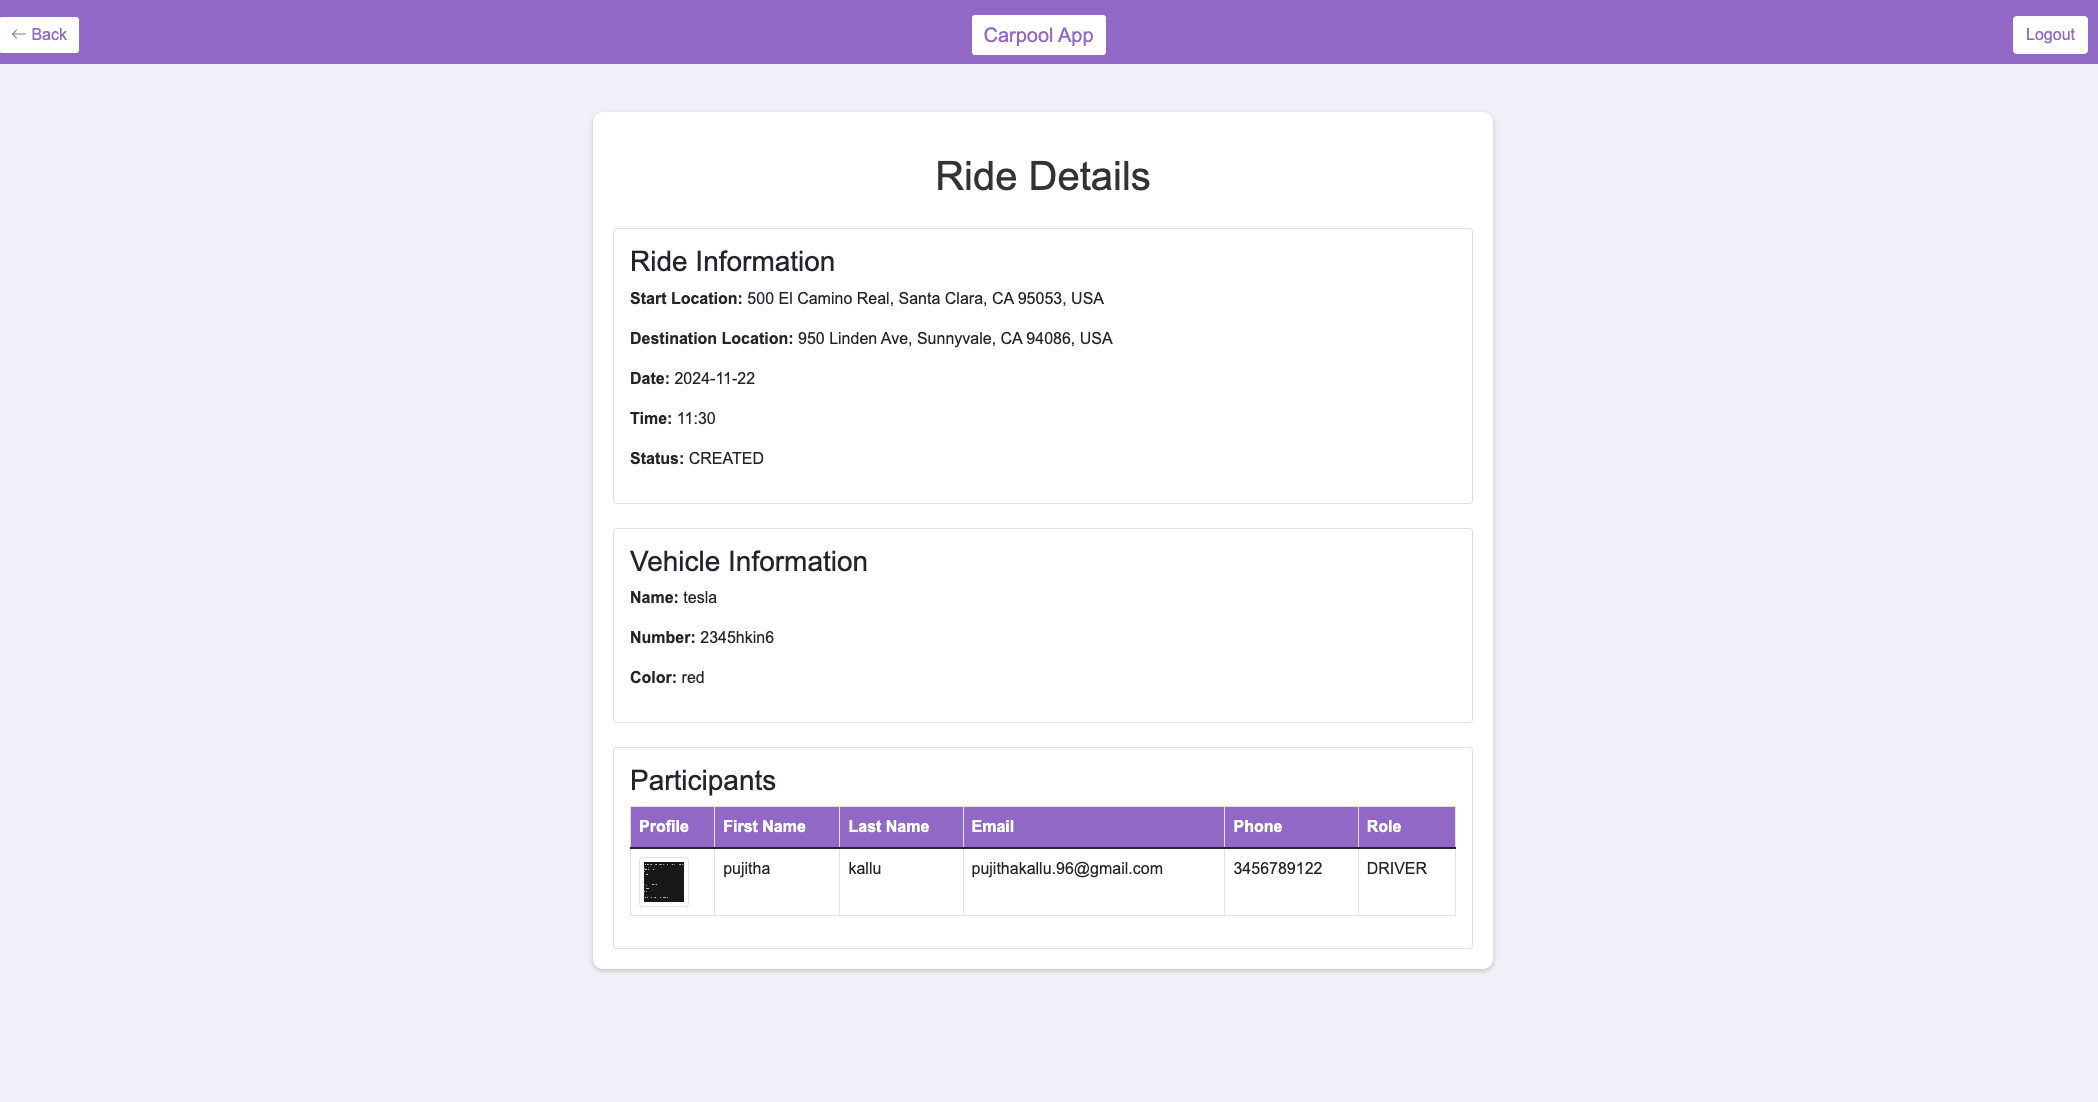 ← Back
Carpool App
Logout
Ride Details
Ride Information
Start Location: 500 El Camino Real, Santa Clara, CA 95053, USA
Destination Location: 950 Linden Ave, Sunnyvale, CA 94086, USA
Date: 2024-11-22
Time: 11:30
Status: CREATED
Vehicle Information
Name: tesla
Number: 2345hkin6
Color: red
Participants
Profile First Name Last Name Email Phone Role
pujitha kallu pujithakallu.96@gmail.com 3456789122 DRIVER